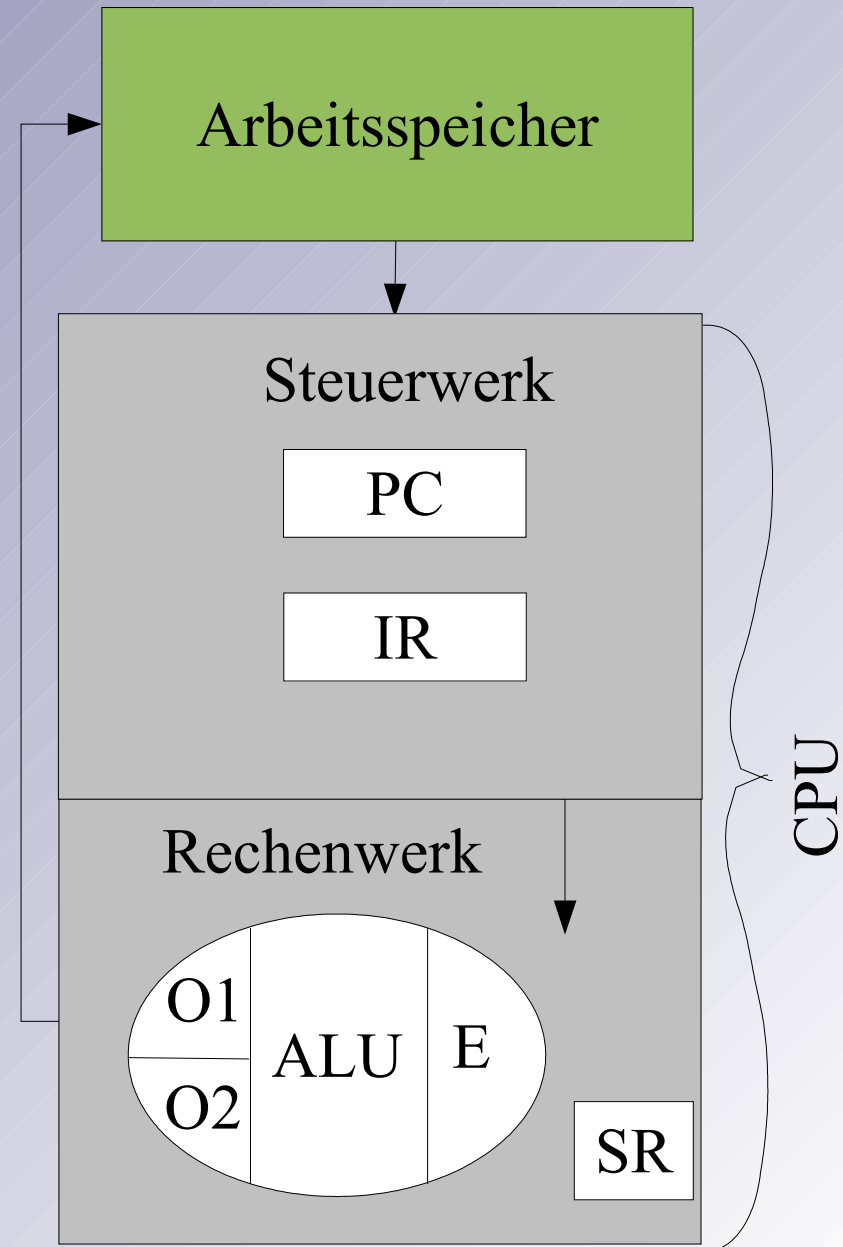 Arbeitsspeicher
Steuerwerk
PC
IR
CPU
Rechenwerk
O1
O2
ALU
E
SR